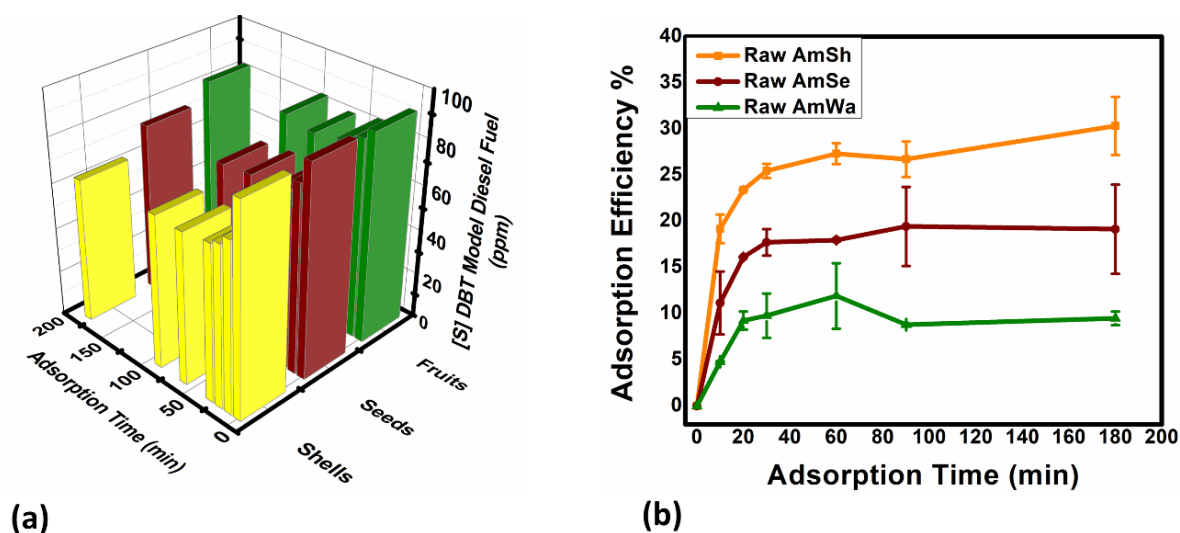 100
80
60
40
20
0
[S] DBT Model Diesel Fuel
(ppm)
200
150
100
50
0
Adsorption Time (min)
Fruits
Seeds
Shells
(a)
40
35
30
25
20
15
10
5
0
Adsorption Efficiency %
Raw AmSh
Raw AmSe
Raw AmWa
0 20 40 60 80 100 120 140 160 180 200
Adsorption Time (min)
(b)